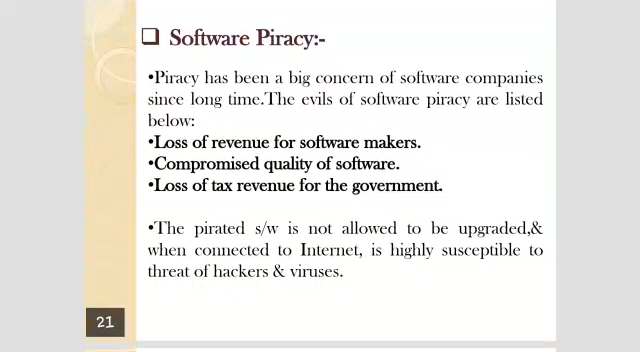 ❑ Software Piracy:-
•Piracy has been a big concern of software companies
since long time.The evils of software piracy are listed
below:
•Loss of revenue for software makers.
•Compromised quality of software.
•Loss of tax revenue for the government.
•The pirated s/w is not allowed to be upgraded,&
when connected to Internet, is highly susceptible to
threat of hackers & viruses.
21